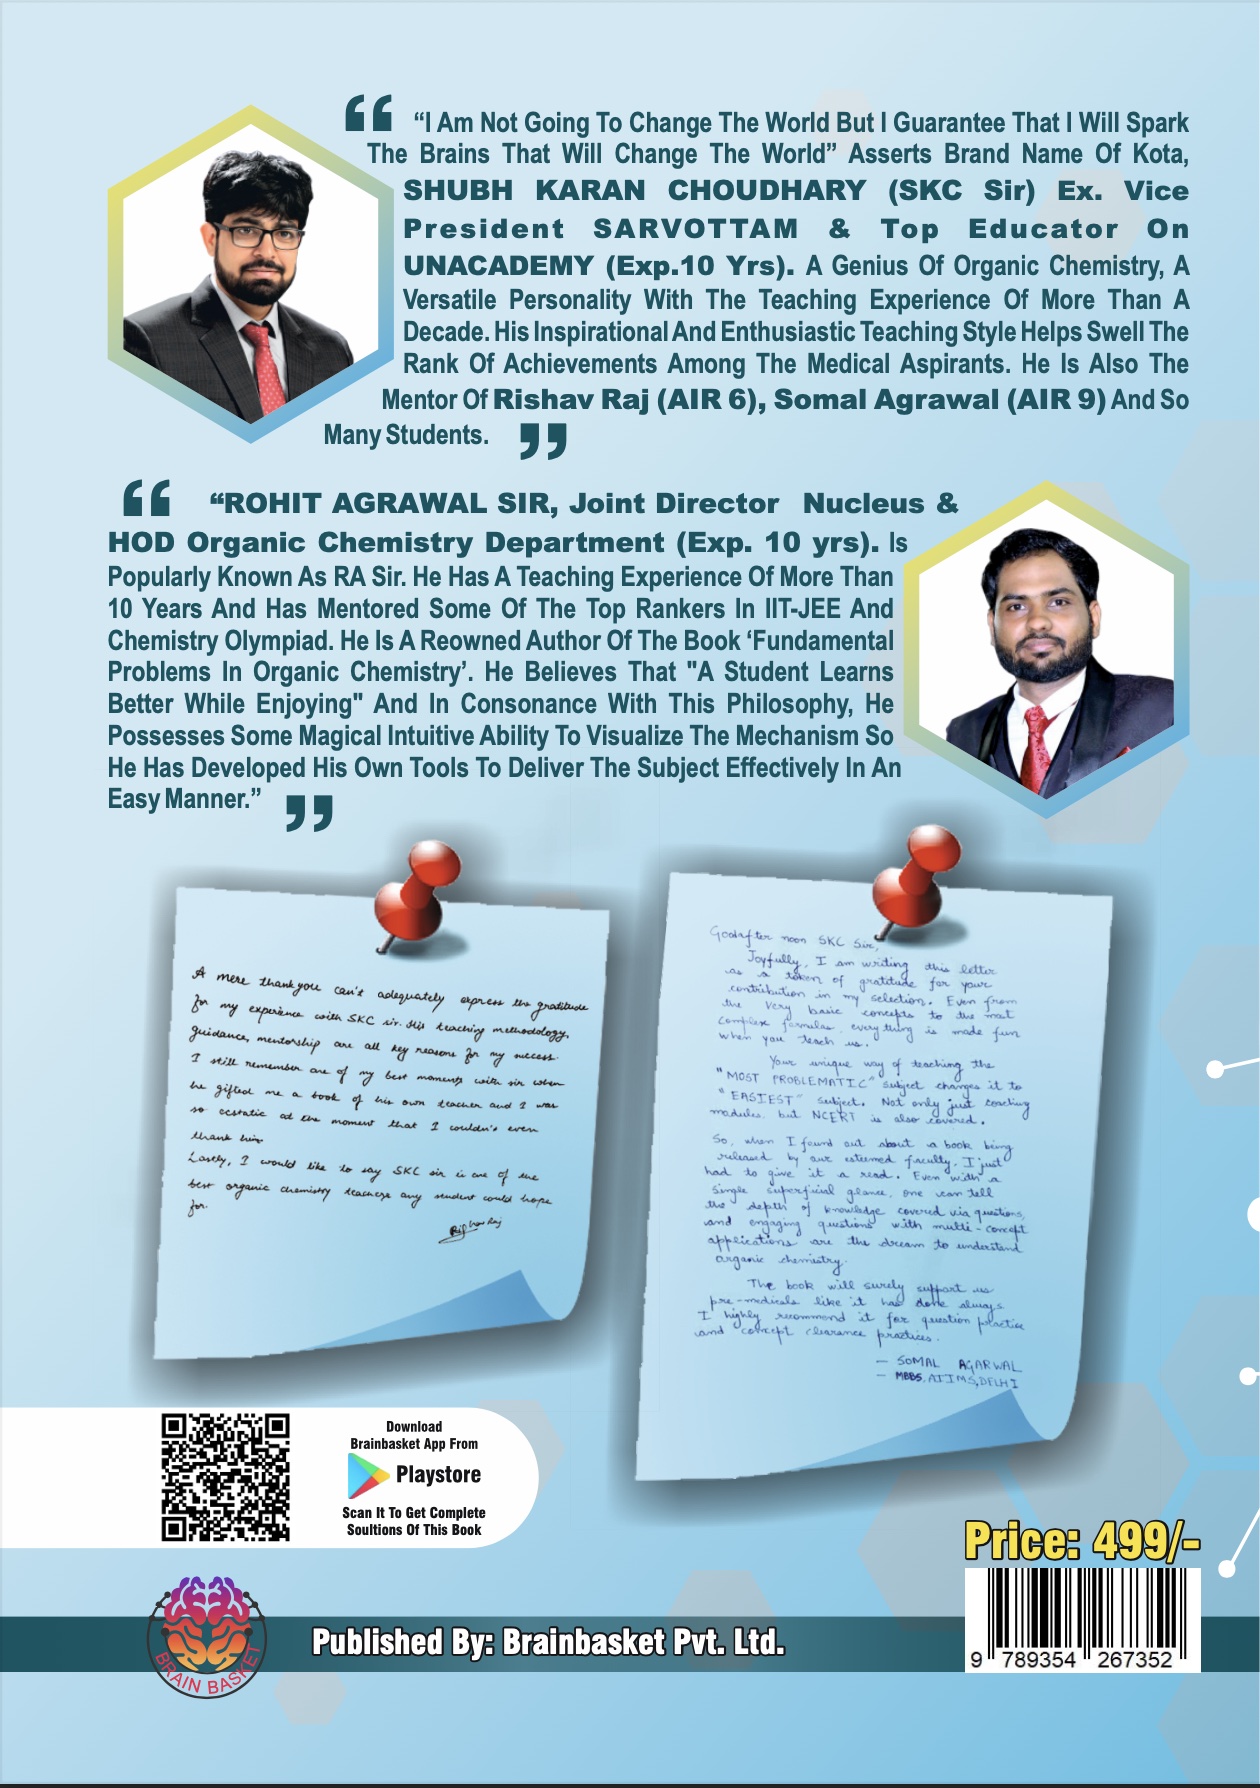 “I Am Not Going To Change The World But I Guarantee That I Will Spark
The Brains That Will Change The World” Asserts Brand Name Of Kota,
SHUBH KARAN CHOUDHARY (SKC Sir) Ex. Vice
President SARVOTTAM & Top Educator On
UNACADEMY (Exp.10 Yrs). A Genius Of Organic Chemistry, A
Versatile Personality With The Teaching Experience Of More Than A
Decade. His Inspirational And Enthusiastic Teaching Style Helps Swell The
Rank Of Achievements Among The Medical Aspirants. He Is Also The
Mentor Of Rishav Raj (AIR 6), Somal Agrawal (AIR 9) And So
Many Students.
“ROHIT AGRAWAL SIR, Joint Director Nucleus &
HOD Organic Chemistry Department (Exp. 10 yrs). Is
Popularly Known As RA Sir. He Has A Teaching Experience Of More Than
10 Years And Has Mentored Some Of The Top Rankers In IIT-JEE And
Chemistry Olympiad. He Is A Reowned Author Of The Book ‘Fundamental
Problems In Organic Chemistry’. He Believes That "A Student Learns
Better While Enjoying" And In Consonance With This Philosophy, He
Possesses Some Magical Intuitive Ability To Visualize The Mechanism So
He Has Developed His Own Tools To Deliver The Subject Effectively In An
Easy Manner.”
A mere thankyou can't adequately express the gratitude
for my experience with SKC sir. His teaching methodology,
guidance, mentorship are all key reasons for my success.
I still remember one of my best moments with sir when
he gifted me a book of his own teacher and I was
so ecstatic at the moment that I couldn't even
thank him.
Lastly, I would like to say SKC sir is one of the
best organic chemistry teachers any student could hope
for.
Rishav Raj
Godafter noon SKC Sir,
Joyfully, I am writing this letter
as a token of gratitude for your
contribution in my selection. Even from
the very basic concepts to the most
complex formulas, everything is made fun
when you teach us.
Your unique way of teaching the
"MOST PROBLEMATIC" subject changes it to
"EASIEST" subject. Not only just coaching
modules, but NCERT is also covered.
So, when I found out about a book being
released by our esteemed faculty, I just
had to give it a read. Even with a
single superficial glance, one can tell
the depth of knowledge covered via questions,
and engaging questions with multi-concept
applications are the dream to understand
organic chemistry.
The book will surely support us
pre-medicals like it has done always.
I highly recommend it for question practice
and concept clearance practices.
- SOMAL AGARWAL
- MBBS, AIIMS, DELHI
Download
Brainbasket App From
Playstore
Scan It To Get Complete
Soultions Of This Book
Price: 499/-
BRAIN BASKET
Published By: Brainbasket Pvt. Ltd.
9 789354 267352